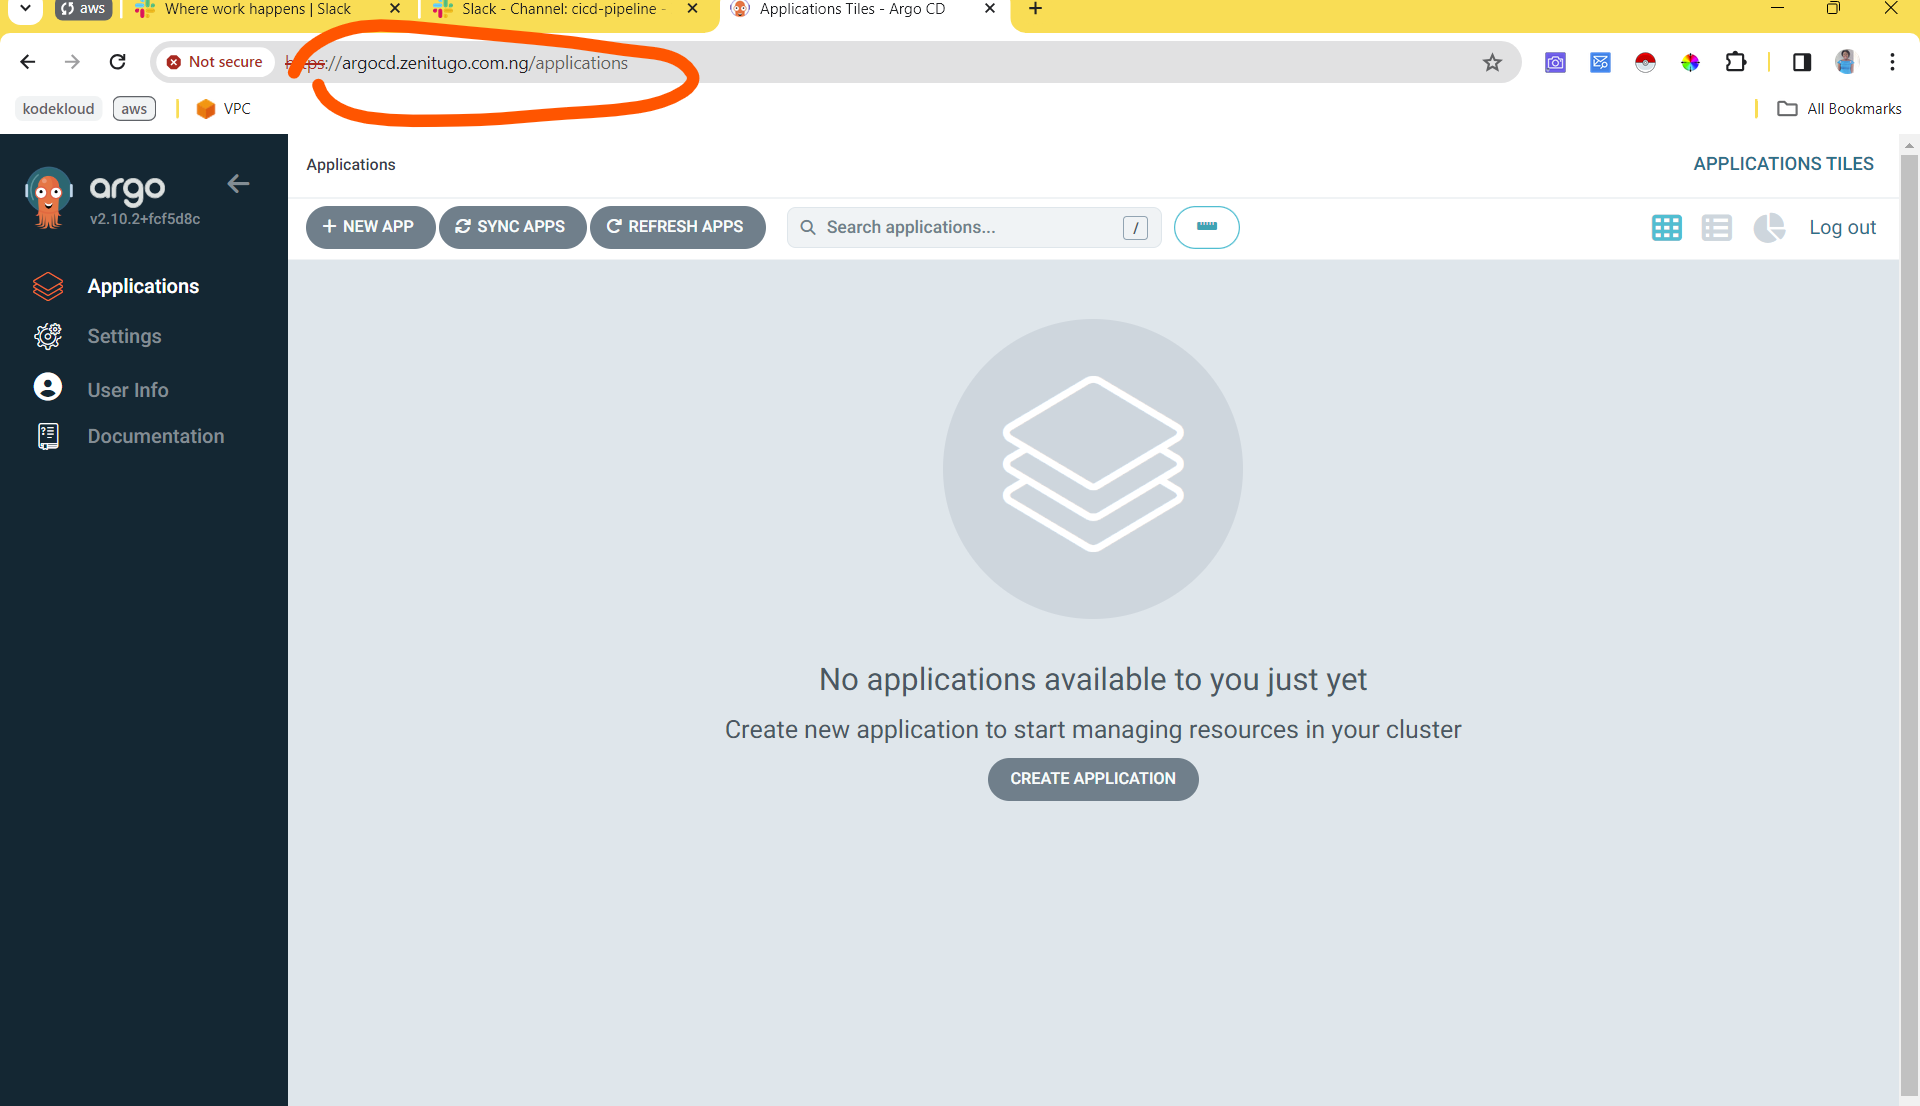 aws
Where work happens | Slack
Slack - Channel: cicd-pipeline -
Applications Tiles - Argo CD
Not secure
https://argocd.zenitugo.com.ng/applications
kodekloud
aws
VPC
All Bookmarks
argo
v2.10.2+fcf5d8c
Applications
Settings
User Info
Documentation
Applications
APPLICATIONS TILES
+ NEW APP
SYNC APPS
REFRESH APPS
Search applications...
/
Log out
No applications available to you just yet
Create new application to start managing resources in your cluster
CREATE APPLICATION